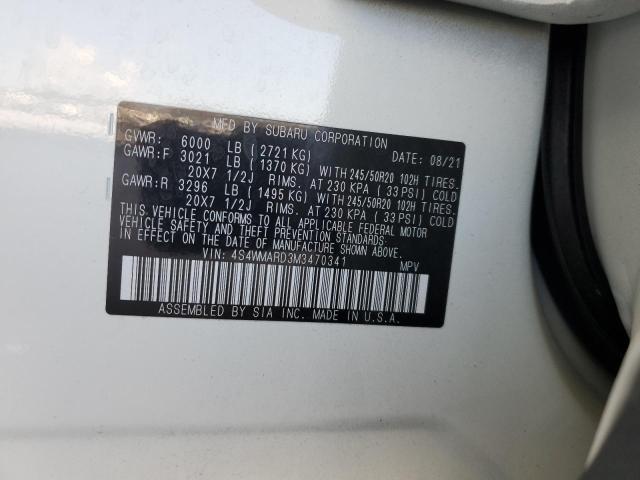 MFD BY SUBARU CORPORATION
GVWR: 6000 LB ( 2721 KG) DATE: 08/21
GAWR:F 3021 LB ( 1370 KG) WITH 245/50R20 102H TIRES.
20X7 1/2J RIMS. AT 230 KPA ( 33 PSI) COLD
GAWR:R 3296 LB ( 1495 KG) WITH 245/50R20 102H TIRES.
20X7 1/2J RIMS. AT 230 KPA ( 33 PSI) COLD
THIS VEHICLE CONFORMS TO ALL APPLICABLE FEDERAL MOTOR
VEHICLE SAFETY AND THEFT PREVENTION STANDARDS
IN EFFECT ON THE DATE OF MANUFACTURE SHOWN ABOVE.
VIN: 4S4WMARD3M3470341 MPV
ASSEMBLED BY SIA INC. MADE IN U.S.A.